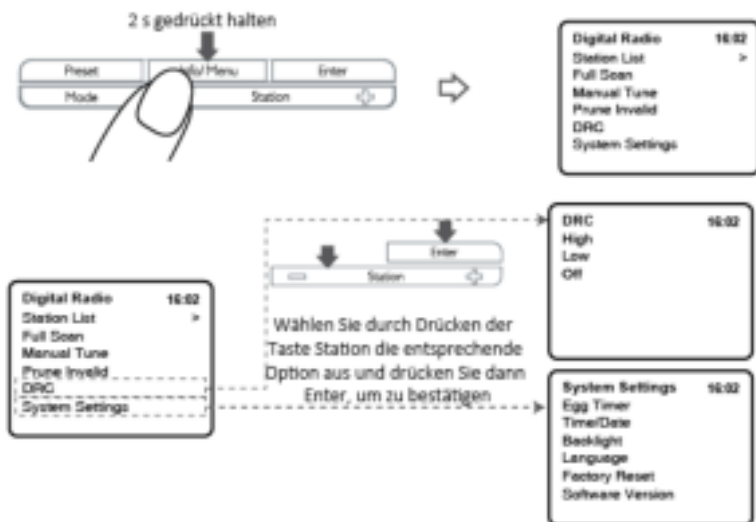 2 s gedrückt halten
Preset Info/Menu Enter
Mode Station
Digital Radio 16:02
Station List >
Full Scan
Manual Tune
Prune Invalid
DRC
System Settings
Digital Radio 16:02
Station List >
Full Scan
Manual Tune
Prune Invalid
DRC
System Settings
Enter
Station
Wählen Sie durch Drücken der
Taste Station die entsprechende
Option aus und drücken Sie dann
Enter, um zu bestätigen
DRC 16:02
High
Low
Off
System Settings 16:02
Egg Timer
Time/Date
Backlight
Language
Factory Reset
Software Version